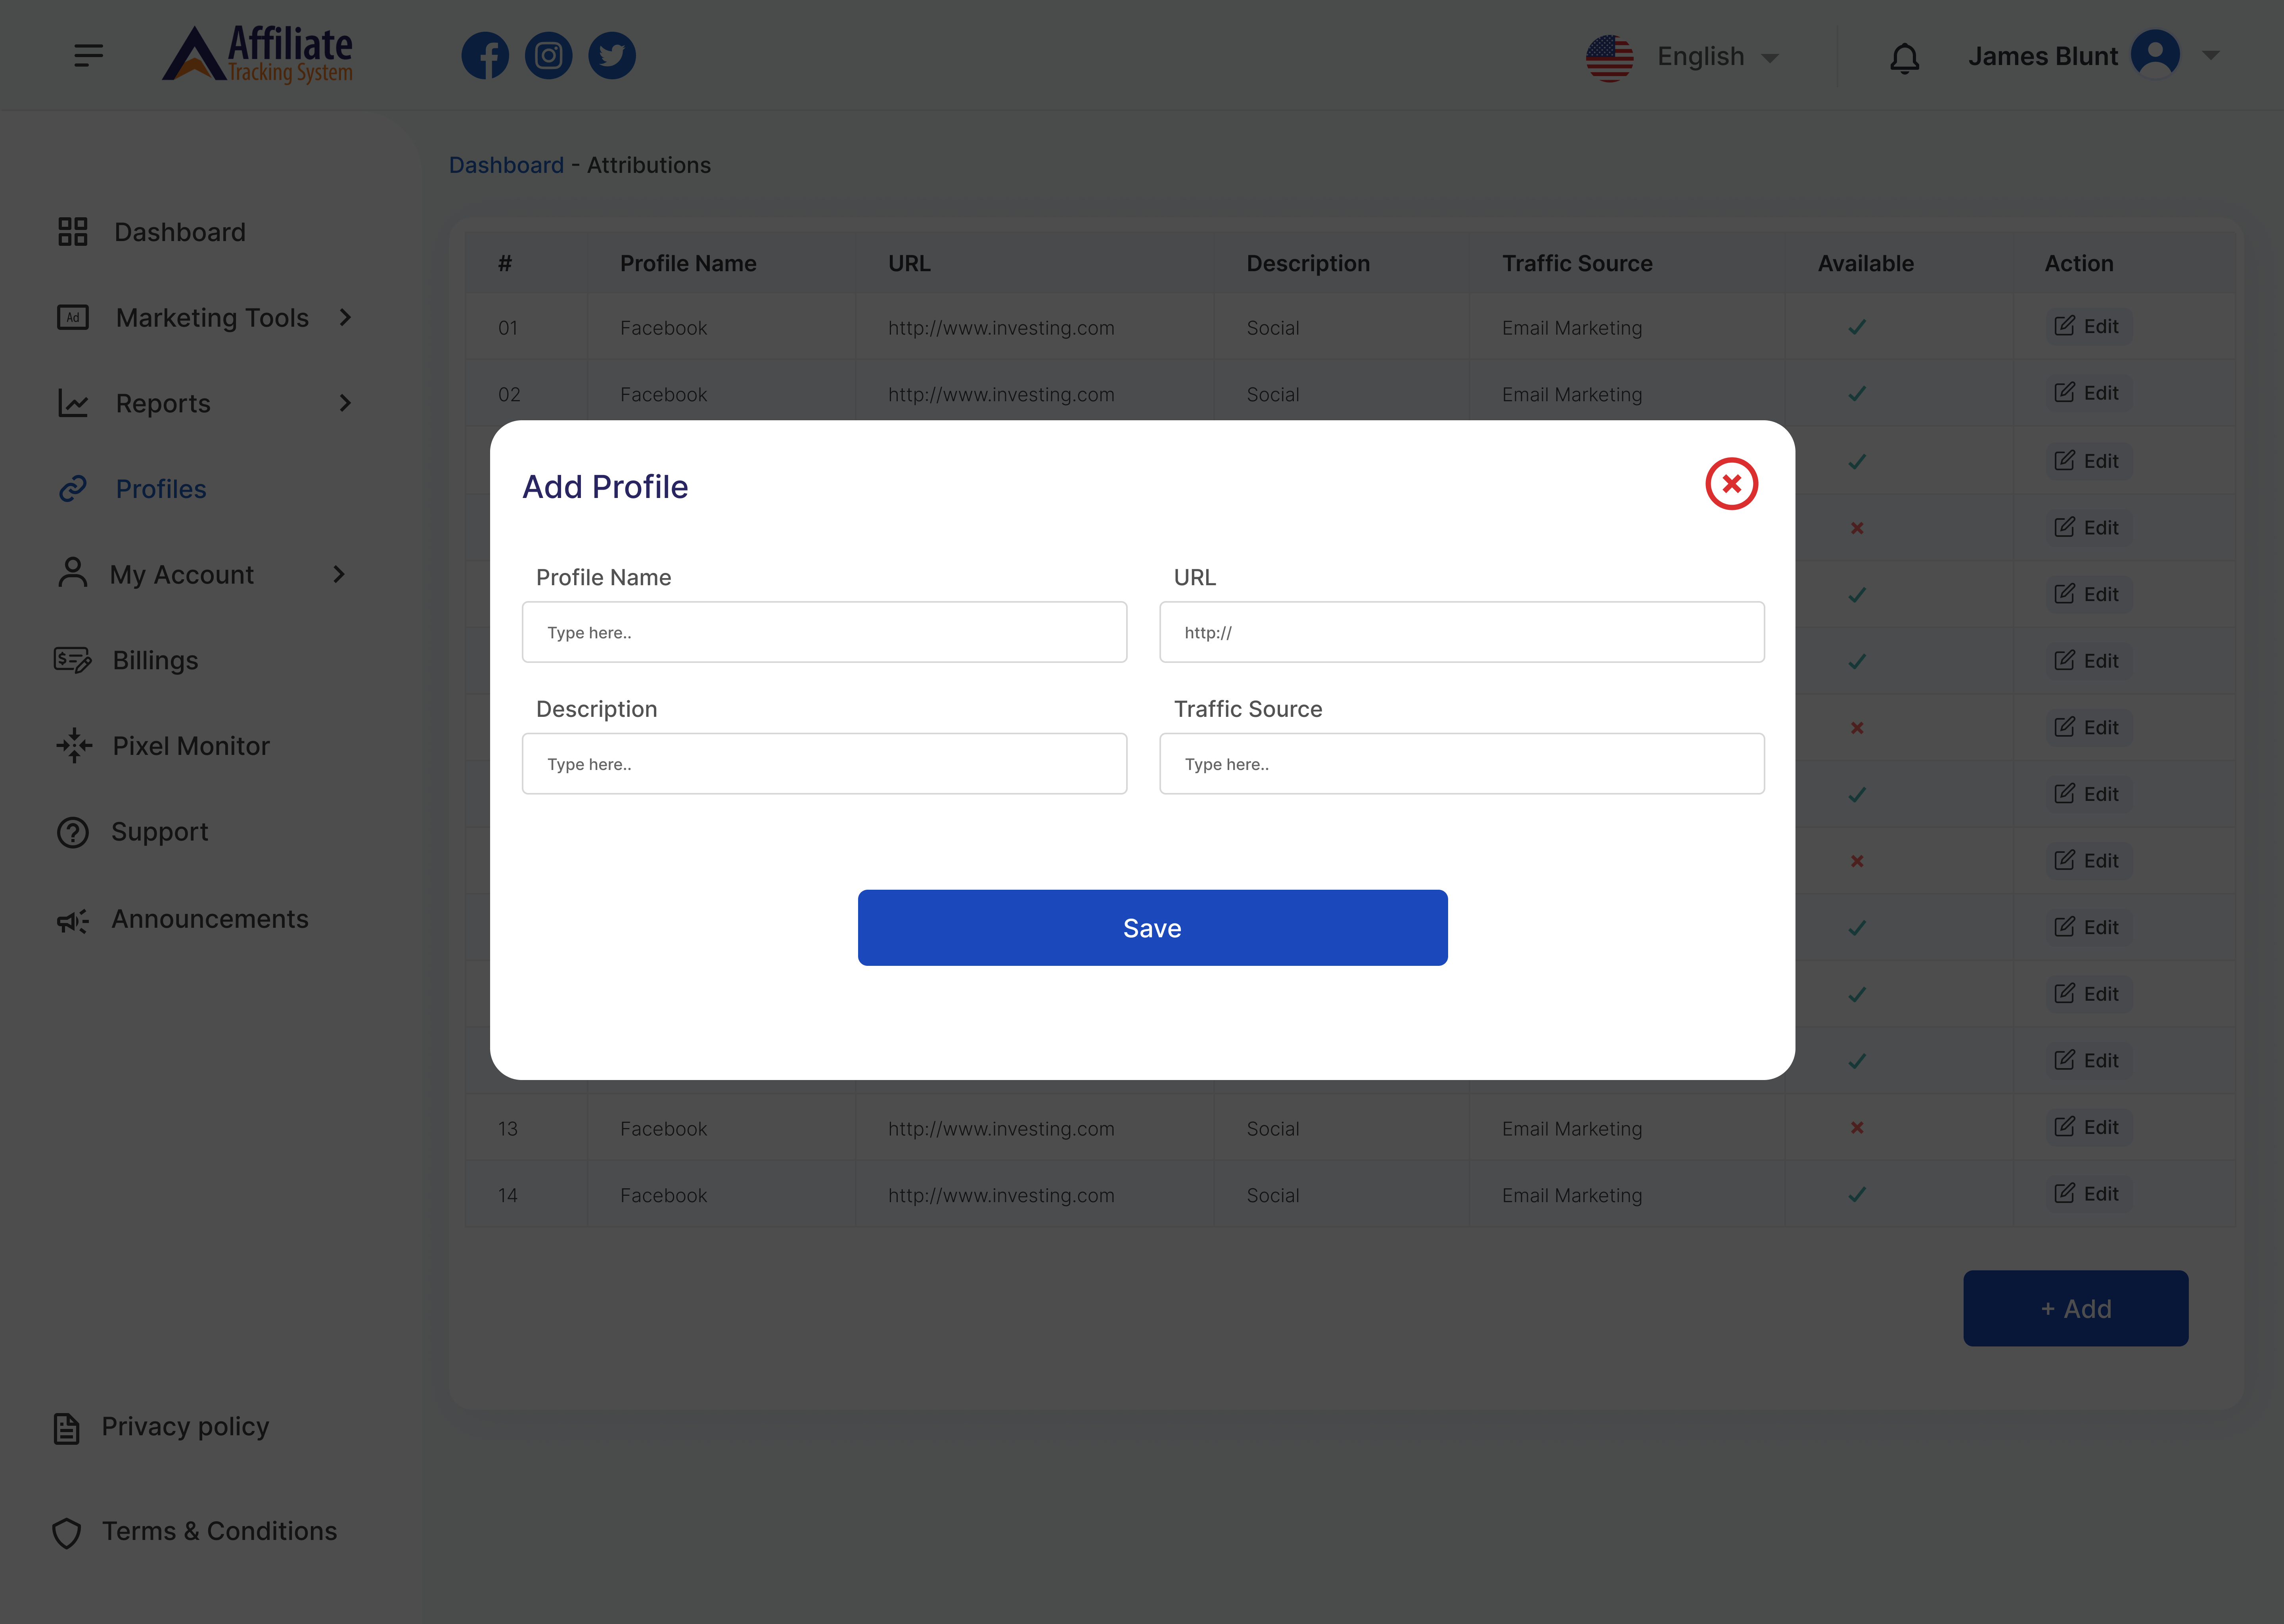 Affiliate
Tracking System
English
James Blunt
Dashboard - Attributions
Dashboard
Ad Marketing Tools
Reports
Profiles
My Account
Billings
Pixel Monitor
Support
Announcements
Privacy policy
Terms & Conditions
# Profile Name URL Description Traffic Source Available Action
01 Facebook http://www.investing.com Social Email Marketing Edit
02 Facebook http://www.investing.com Social Email Marketing Edit
Edit
Edit
Edit
Edit
Edit
Edit
Edit
Edit
Edit
Edit
13 Facebook http://www.investing.com Social Email Marketing Edit
14 Facebook http://www.investing.com Social Email Marketing Edit
+ Add
Add Profile
Profile Name URL
Type here.. http://
Description Traffic Source
Type here.. Type here..
Save